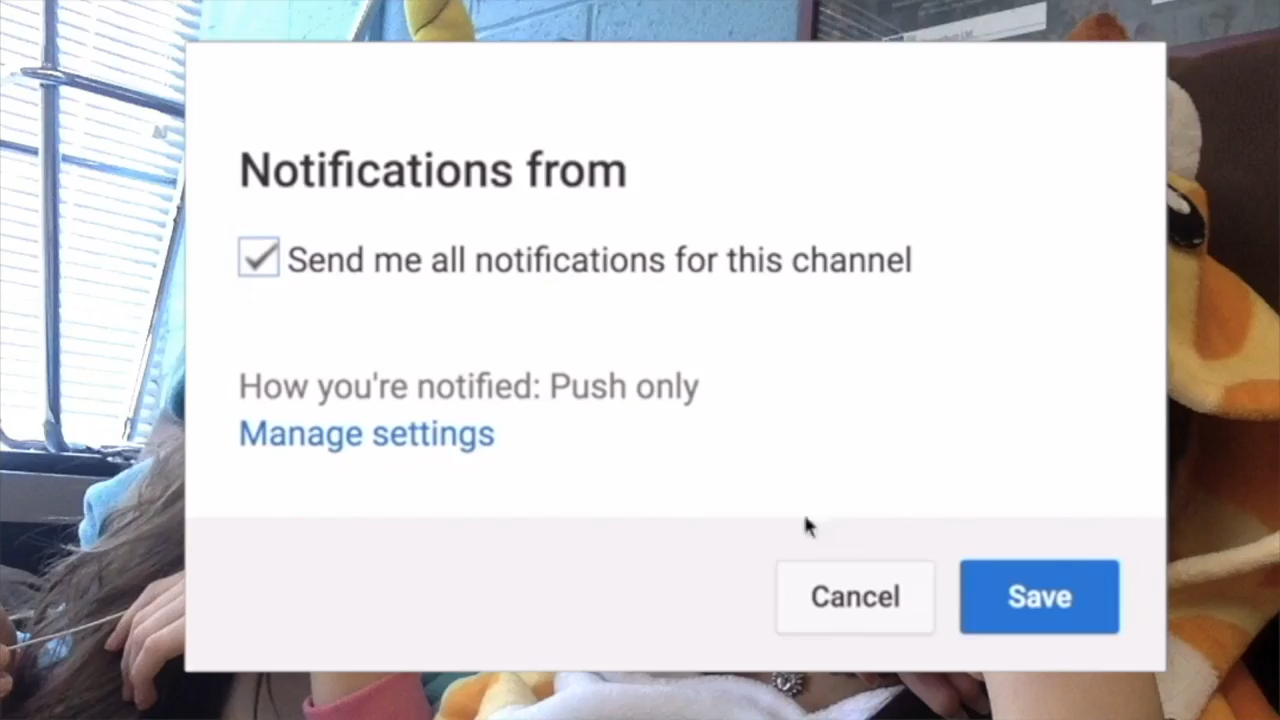 Notifications from
Send me all notifications for this channel
How you're notified: Push only
Manage settings
Cancel
Save